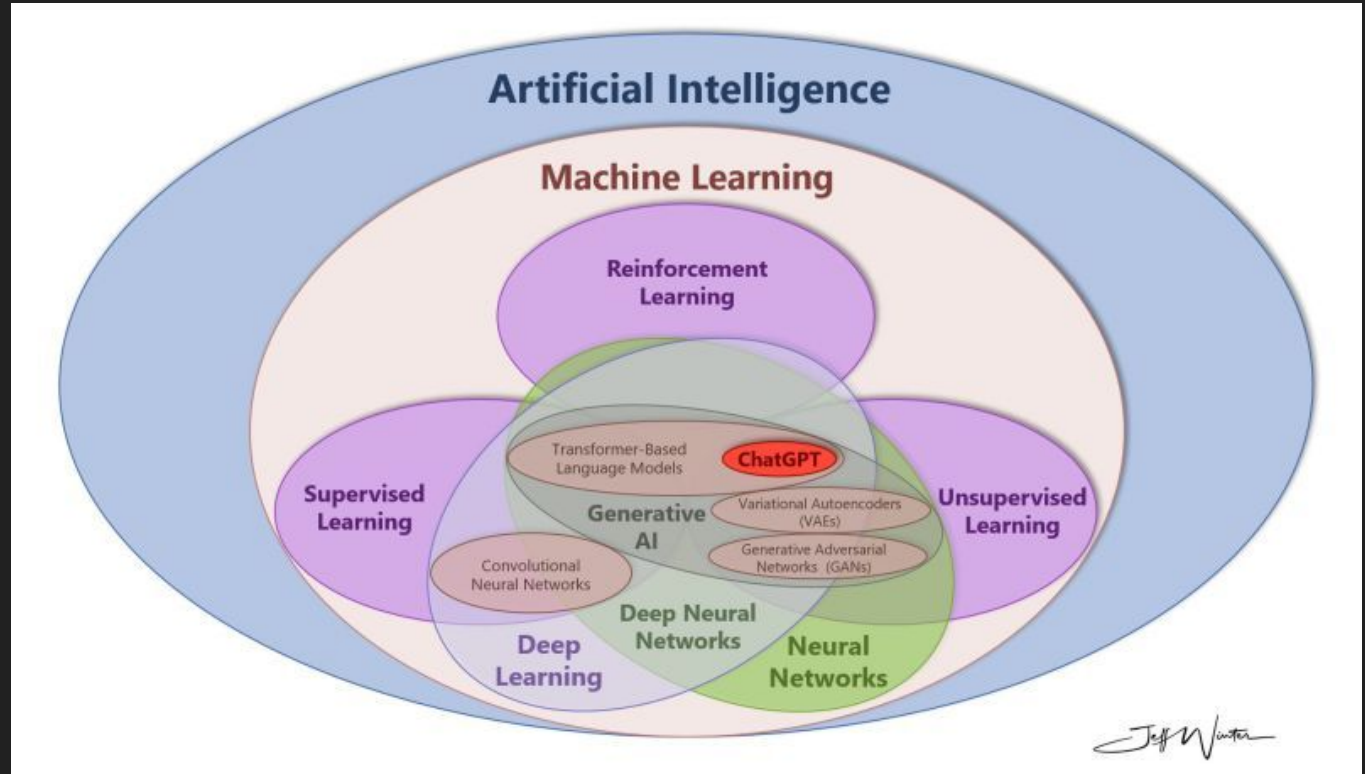 Artificial Intelligence
Machine Learning
Reinforcement
Learning
Transformer-Based
Language Models
ChatGPT
Supervised
Learning
Generative
AI
Variational Autoencoders
(VAEs)
Unsupervised
Learning
Generative Adversarial
Networks (GANs)
Convolutional
Neural Networks
Deep Neural
Networks
Deep
Learning
Neural
Networks
Jeff Winter